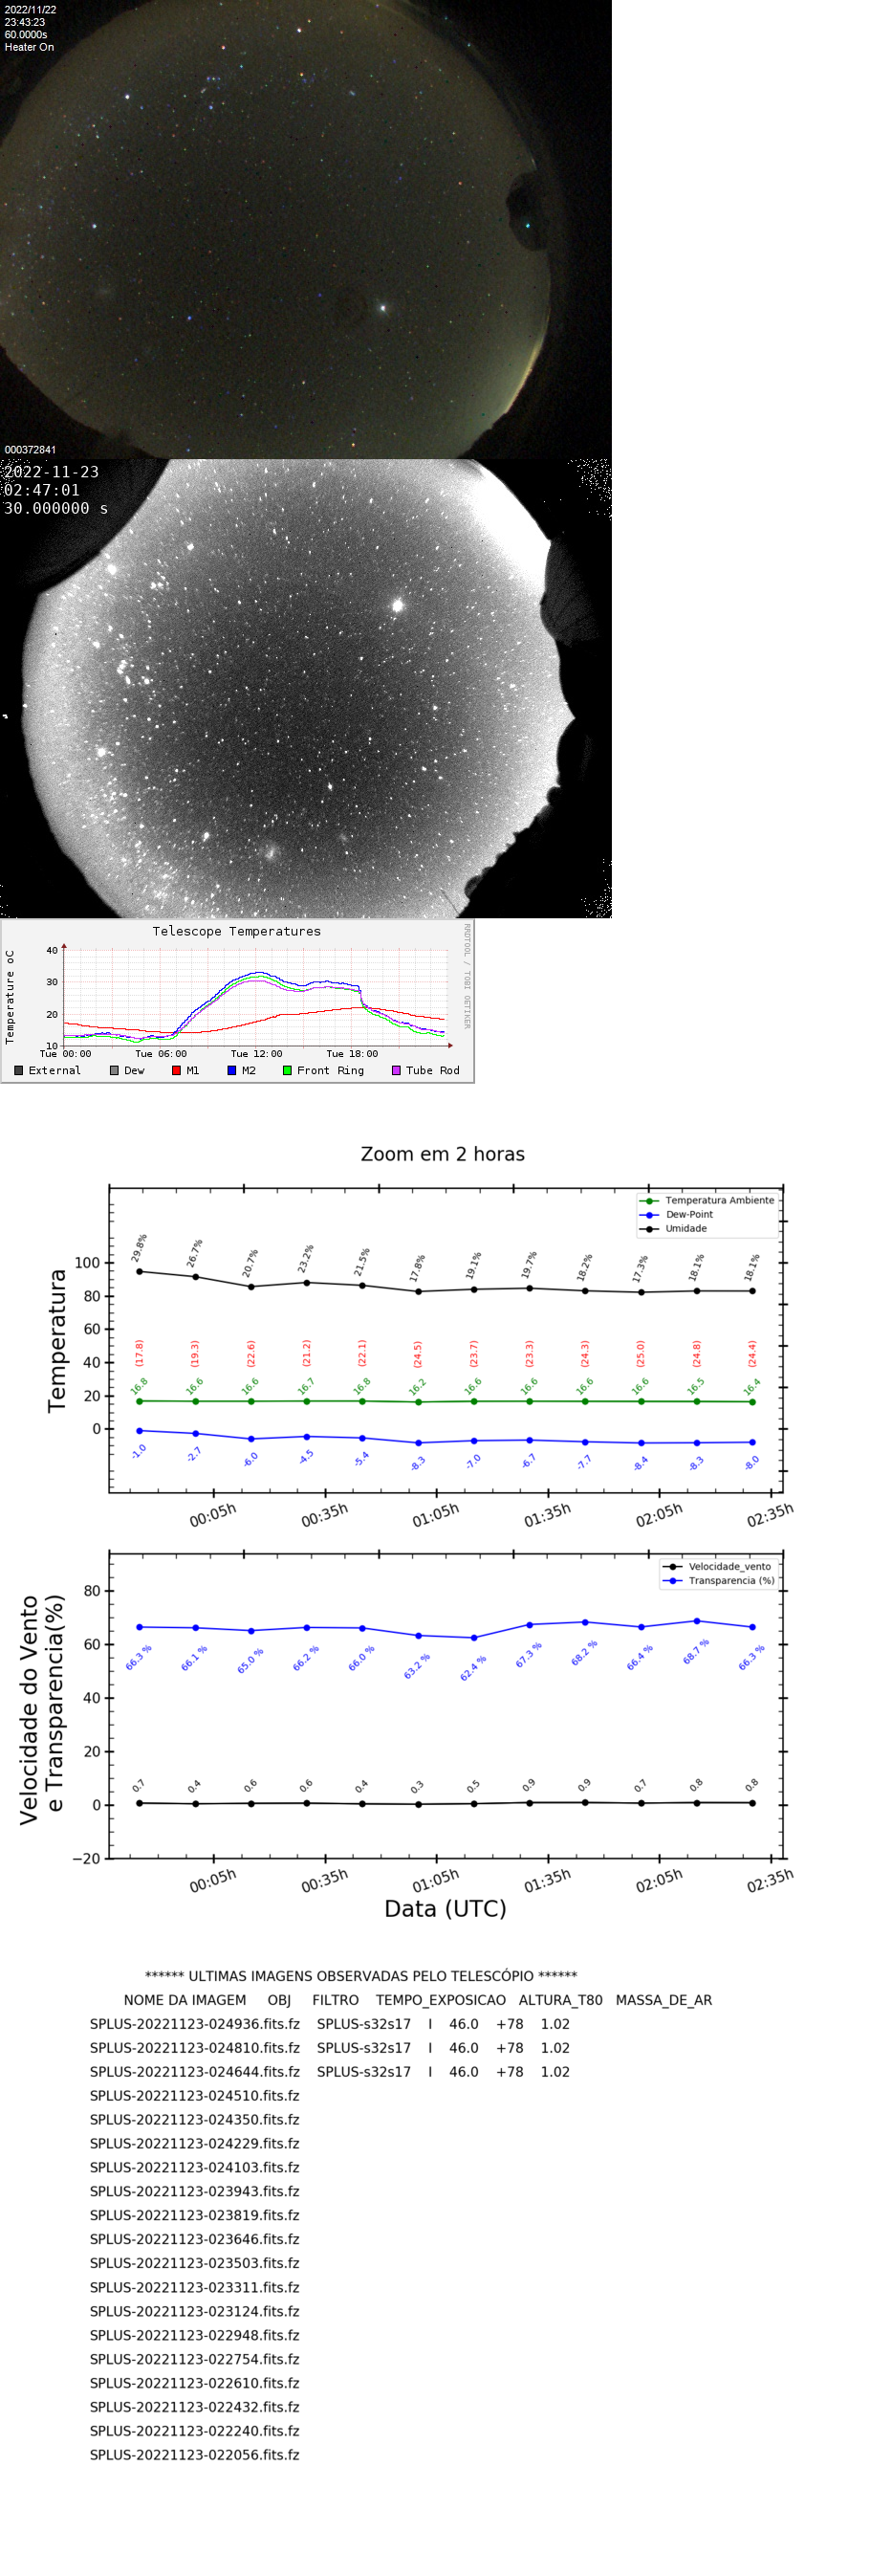 2022/11/22
23:43:23
60.0000s
Heater On
000372841
2022-11-23
02:47:01
30.000000 s
Telescope Temperatures
RRDTOOL / TOBI OETIKER
Temperature oC
40
30
20
10
Tue 00:00 Tue 06:00 Tue 12:00 Tue 18:00
External Dew M1 M2 Front Ring Tube Rod
Zoom em 2 horas
Temperatura Ambiente
Dew-Point
Umidade
Temperatura
100
80
60
40
20
0
29.8% 26.7% 20.7% 23.2% 21.5% 17.8% 19.1% 19.7% 18.2% 17.3% 18.1% 18.1%
(17.8) (19.3) (22.6) (21.2) (22.1) (24.5) (23.7) (23.3) (24.3) (25.0) (24.8) (24.4)
16.8 16.6 16.6 16.7 16.8 16.2 16.6 16.6 16.6 16.6 16.5 16.4
-1.0 -2.7 -6.0 -4.5 -5.4 -8.3 -7.0 -6.7 -7.7 -8.4 -8.3 -8.0
00:05h 00:35h 01:05h 01:35h 02:05h 02:35h
Velocidade_vento
Transparencia (%)
Velocidade do Vento
e Transparencia(%)
80
60
40
20
0
−20
66.3 % 66.1 % 65.0 % 66.2 % 66.0 % 63.2 % 62.4 % 67.3 % 68.2 % 66.4 % 68.7 % 66.3 %
0.7 0.4 0.6 0.6 0.4 0.3 0.5 0.9 0.9 0.7 0.8 0.8
00:05h 00:35h 01:05h 01:35h 02:05h 02:35h
Data (UTC)
****** ULTIMAS IMAGENS OBSERVADAS PELO TELESCÓPIO ******
NOME DA IMAGEM OBJ FILTRO TEMPO_EXPOSICAO ALTURA_T80 MASSA_DE_AR
SPLUS-20221123-024936.fits.fz SPLUS-s32s17 I 46.0 +78 1.02
SPLUS-20221123-024810.fits.fz SPLUS-s32s17 I 46.0 +78 1.02
SPLUS-20221123-024644.fits.fz SPLUS-s32s17 I 46.0 +78 1.02
SPLUS-20221123-024510.fits.fz
SPLUS-20221123-024350.fits.fz
SPLUS-20221123-024229.fits.fz
SPLUS-20221123-024103.fits.fz
SPLUS-20221123-023943.fits.fz
SPLUS-20221123-023819.fits.fz
SPLUS-20221123-023646.fits.fz
SPLUS-20221123-023503.fits.fz
SPLUS-20221123-023311.fits.fz
SPLUS-20221123-023124.fits.fz
SPLUS-20221123-022948.fits.fz
SPLUS-20221123-022754.fits.fz
SPLUS-20221123-022610.fits.fz
SPLUS-20221123-022432.fits.fz
SPLUS-20221123-022240.fits.fz
SPLUS-20221123-022056.fits.fz